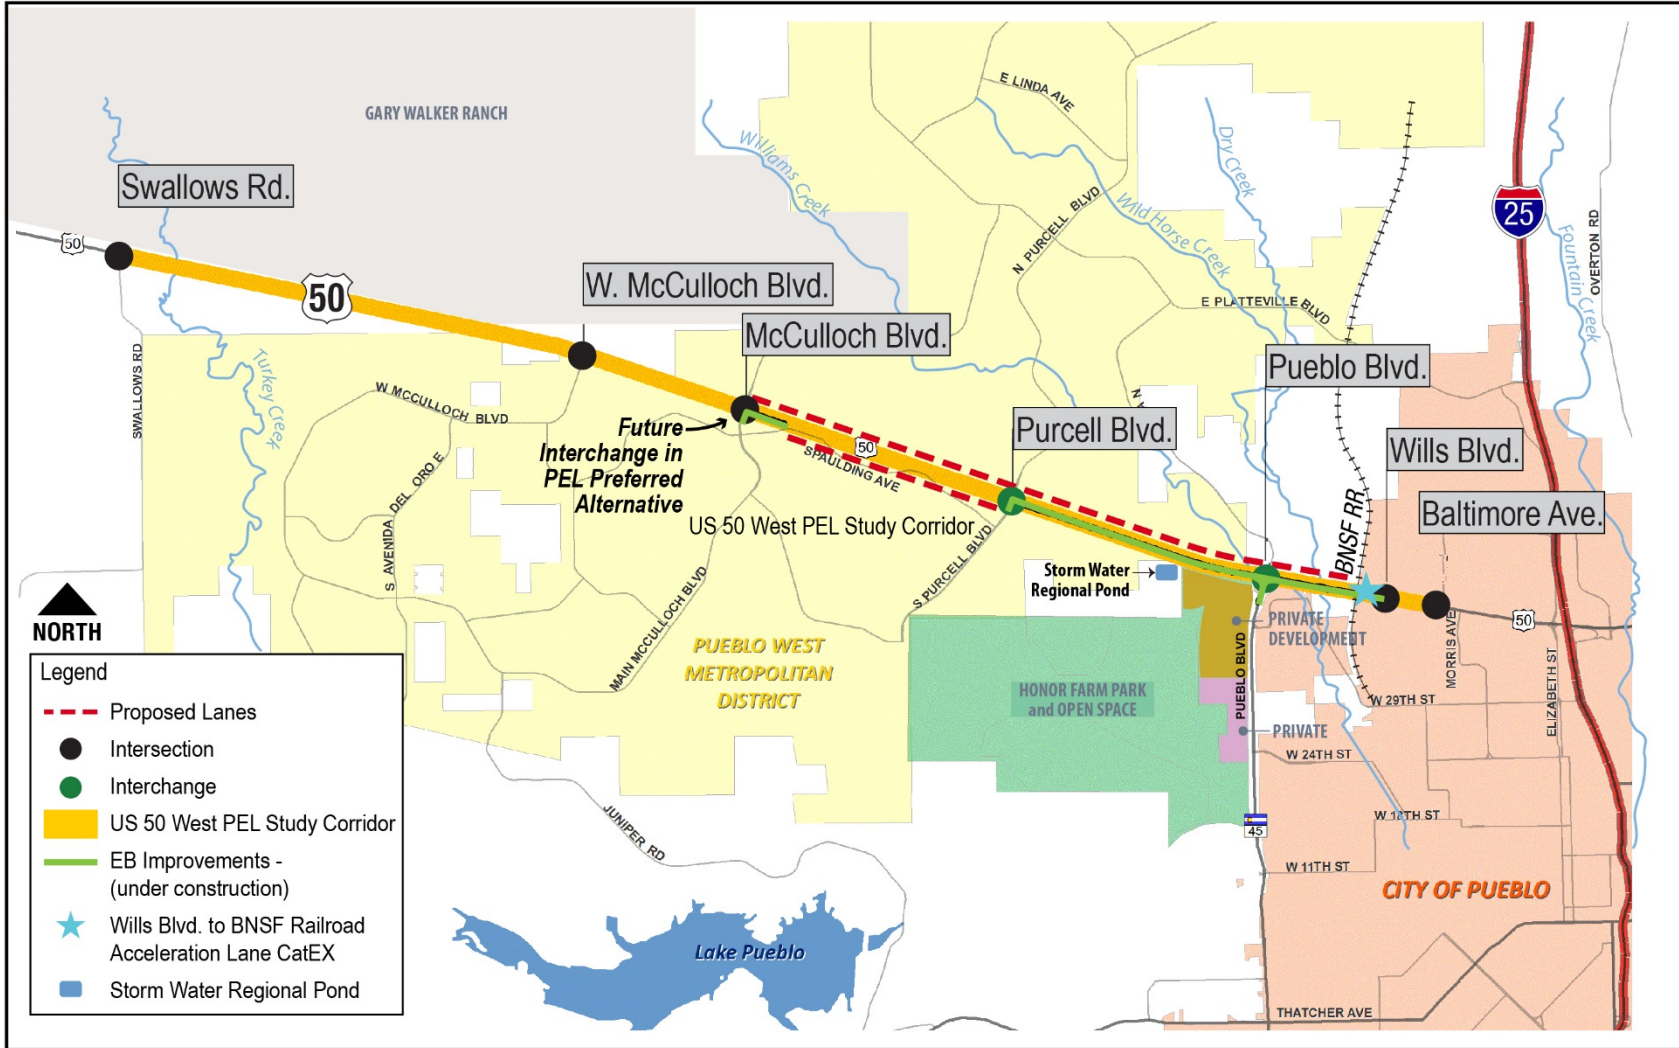 GARY WALKER RANCH
E LINDA AVE
Williams Creek
Dry Creek
Swallows Rd.
Wild Horse Creek
N PURCELL BLVD
25
OVERTON RD
Fountain Creek
50
50
W. McCulloch Blvd.
E PLATTEVILLE BLVD
McCulloch Blvd.
Pueblo Blvd.
SWALLOWS RD
Turkey Creek
W MCCULLOCH BLVD
Future
Interchange in
PEL Preferred
Alternative
50
SPAULDING AVE
Purcell Blvd.
Wills Blvd.
S AVENIDA DEL ORO E
US 50 West PEL Study Corridor
BNSF RR.
Baltimore Ave.
Storm Water
Regional Pond
S PURCELL BLVD
MAIN MCCULLOCH BLVD
NORTH
PUEBLO WEST
METROPOLITAN
DISTRICT
PRIVATE
DEVELOPMENT
50
MORRIS AVE
ELIZABETH ST
PUEBLO BLVD
HONOR FARM PARK
and OPEN SPACE
W 29TH ST
PRIVATE
W 24TH ST
W 18TH ST
45
W 11TH ST
JUNIPER RD
CITY OF PUEBLO
Lake Pueblo
THATCHER AVE
Legend
Proposed Lanes
Intersection
Interchange
US 50 West PEL Study Corridor
EB Improvements -
(under construction)
Wills Blvd. to BNSF Railroad
Acceleration Lane CatEX
Storm Water Regional Pond